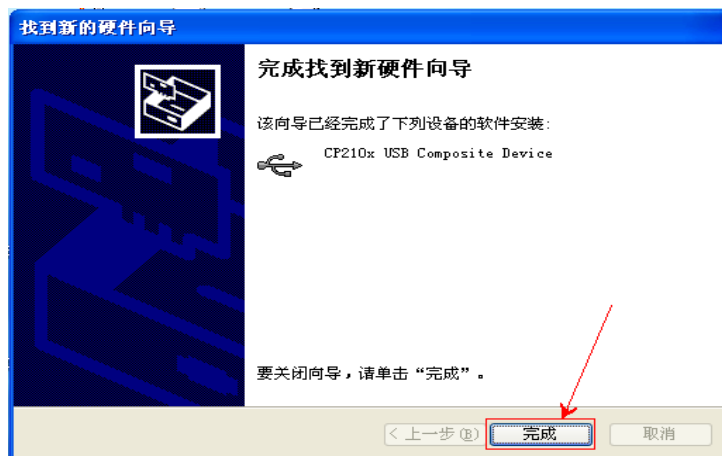 找到新的硬件向导
完成找到新硬件向导
该向导已经完成了下列设备的软件安装:
CP210x USB Composite Device
要关闭向导，请单击“完成”。
< 上一步(B)
完成
取消